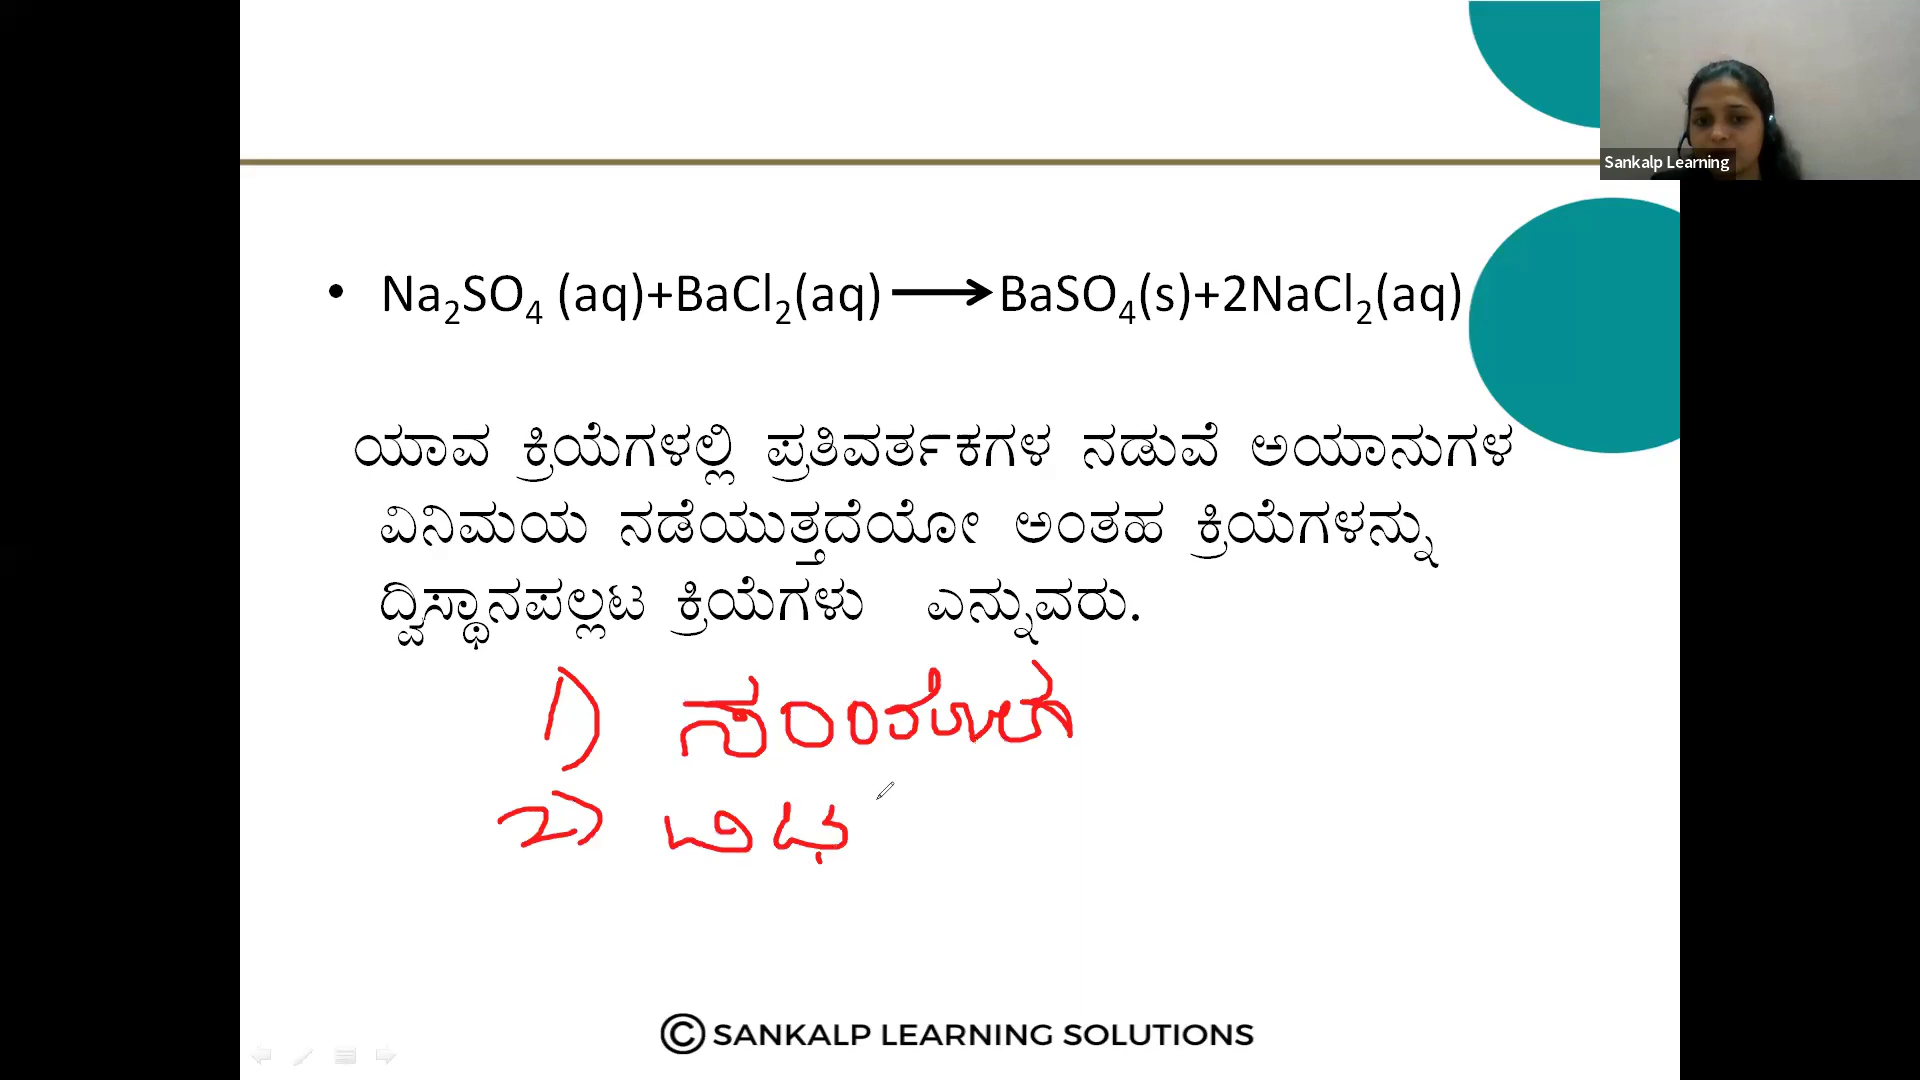 Sankalp Learning
• Na₂SO₄ (aq)+BaCl₂(aq) ⟶ BaSO₄(s)+2NaCl₂(aq)
ಯಾವ ಕ್ರಿಯೆಗಳಲ್ಲಿ ಪ್ರತಿವರ್ತಕಗಳ ನಡುವೆ ಅಯಾನುಗಳ
ವಿನಿಮಯ ನಡೆಯುತ್ತದೆಯೋ ಅಂತಹ ಕ್ರಿಯೆಗಳನ್ನು
ದ್ವಿಸ್ಥಾನಪಲ್ಲಟ ಕ್ರಿಯೆಗಳು ಎನ್ನುವರು.
1)
2) ವಿಭ
© SANKALP LEARNING SOLUTIONS